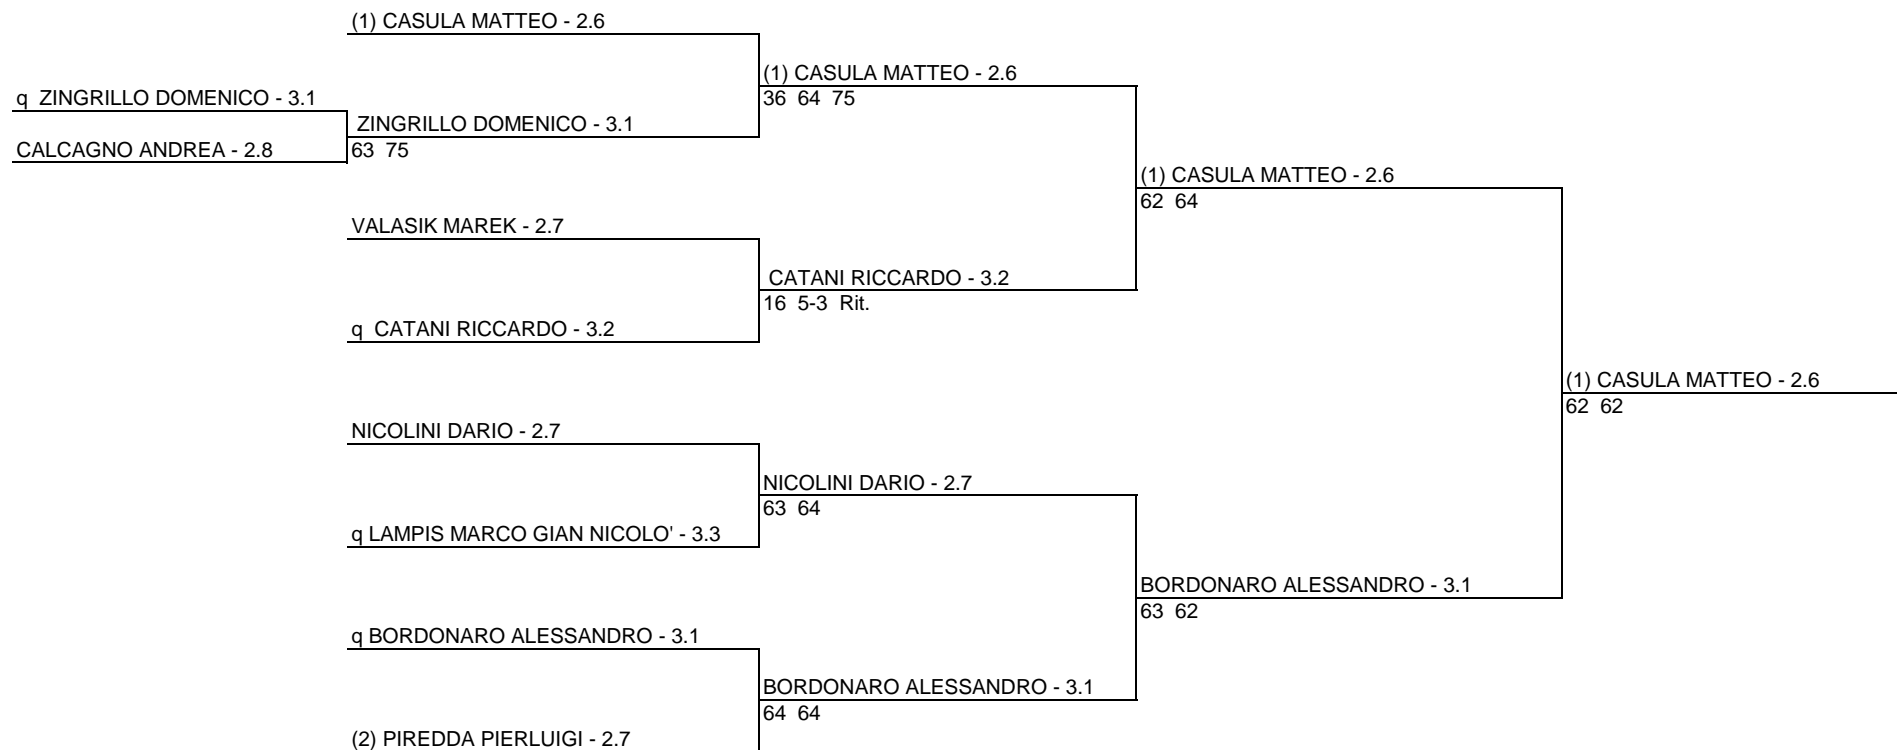 (1) CASULA MATTEO - 2.6
(1) CASULA MATTEO - 2.6
q ZINGRILLO DOMENICO - 3.1
36 64 75
ZINGRILLO DOMENICO - 3.1
CALCAGNO ANDREA - 2.8
63 75
(1) CASULA MATTEO - 2.6
62 64
VALASIK MAREK - 2.7
CATANI RICCARDO - 3.2
16 5-3 Rit.
q CATANI RICCARDO - 3.2
(1) CASULA MATTEO - 2.6
62 62
NICOLINI DARIO - 2.7
NICOLINI DARIO - 2.7
63 64
q LAMPIS MARCO GIAN NICOLO' - 3.3
BORDONARO ALESSANDRO - 3.1
63 62
q BORDONARO ALESSANDRO - 3.1
BORDONARO ALESSANDRO - 3.1
64 64
(2) PIREDDA PIERLUIGI - 2.7